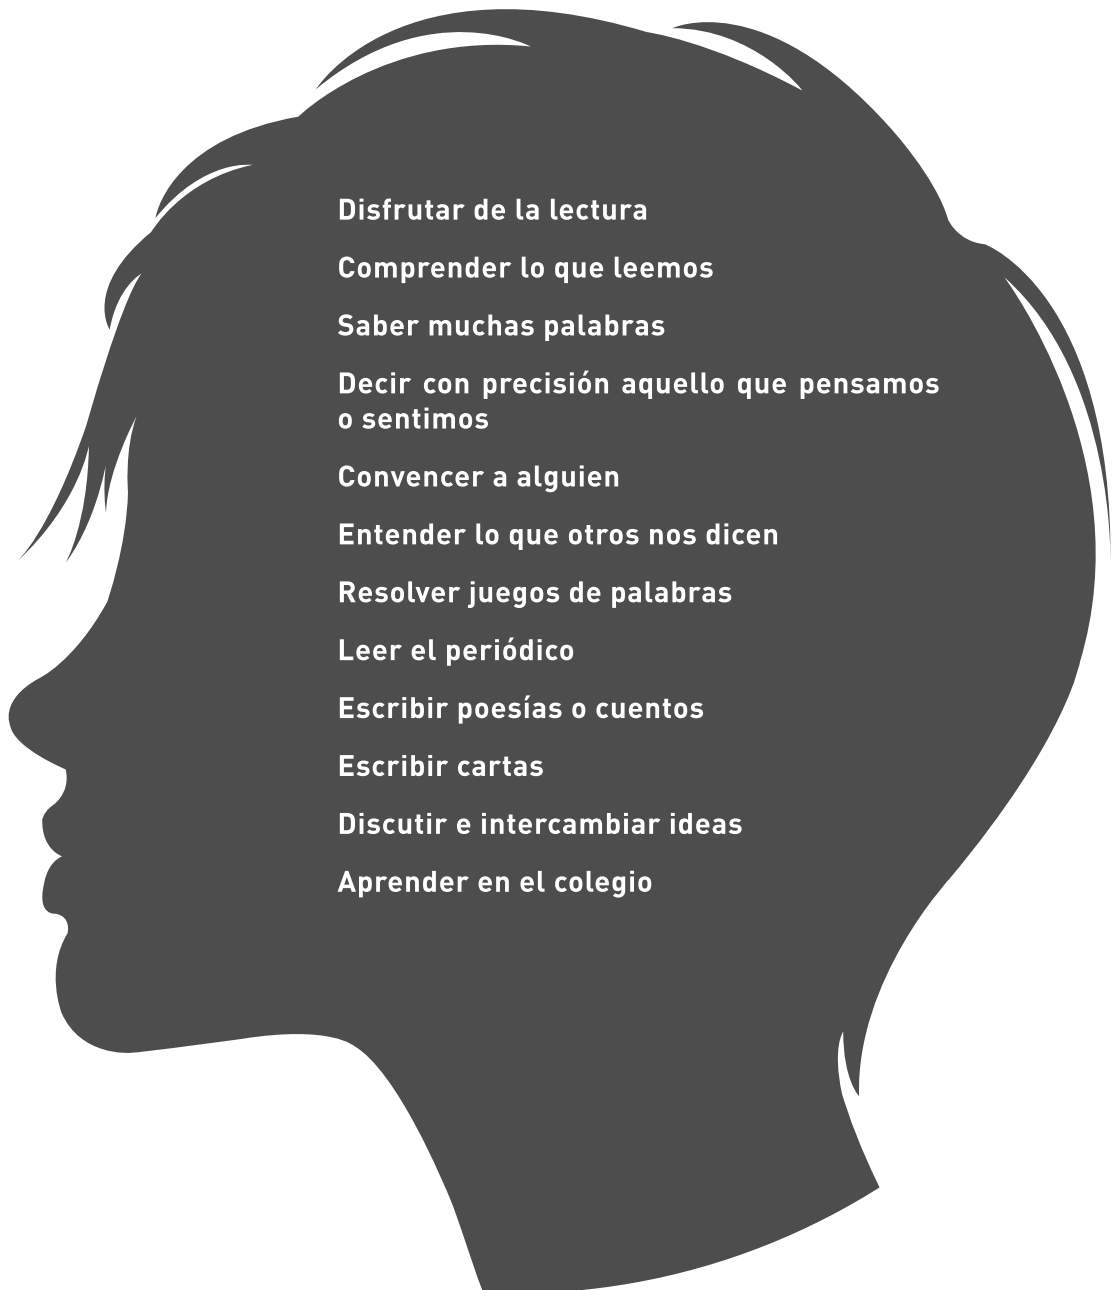 Disfrutar de la lectura
Comprender lo que leemos
Saber muchas palabras
Decir con precisión aquello que pensamos
o sentimos
Convencer a alguien
Entender lo que otros nos dicen
Resolver juegos de palabras
Leer el periódico
Escribir poesías o cuentos
Escribir cartas
Discutir e intercambiar ideas
Aprender en el colegio